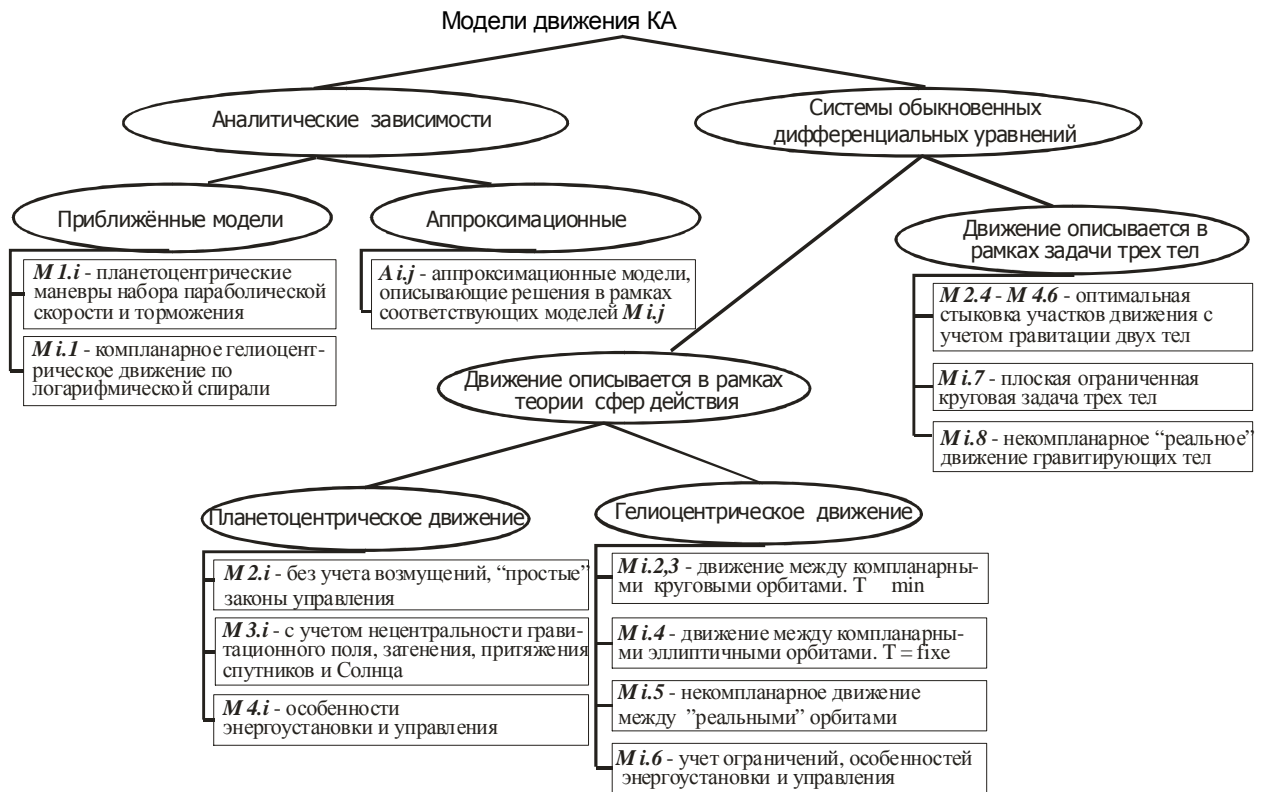 Модели движения КА
Аналитические зависимости
Системы обыкновенных
дифференциальных уравнений
Приближённые модели
M 1.i - планетоцентрические
маневры набора параболической
скорости и торможения
M i.1 - компланарное гелиоцент-
рическое движение по
логарифмической спирали
Аппроксимационные
A i.j - аппроксимационные модели,
описывающие решения в рамках
соответствующих моделей M i.j
Движение описывается в
рамках задачи трех тел
M 2.4 - M 4.6 - оптимальная
стыковка участков движения с
учетом гравитации двух тел
M i.7 - плоская ограниченная
круговая задача трех тел
M i.8 - некомпланарное “реальное”
движение гравитирующих тел
Движение описывается в рамках
теории сфер действия
Планетоцентрическое движение
M 2.i - без учета возмущений, “простые”
законы управления
M 3.i - с учетом нецентральности грави-
тационного поля, затенения, притяжения
спутников и Солнца
M 4.i - особенности
энергоустановки и управления
Гелиоцентрическое движение
M i.2,3 - движение между компланарны-
ми круговыми орбитами. T min
M i.4 - движение между компланарны-
ми эллиптичными орбитами. T = fixe
M i.5 - некомпланарное движение
между ”реальными” орбитами
M i.6 - учет ограничений, особенностей
энергоустановки и управления